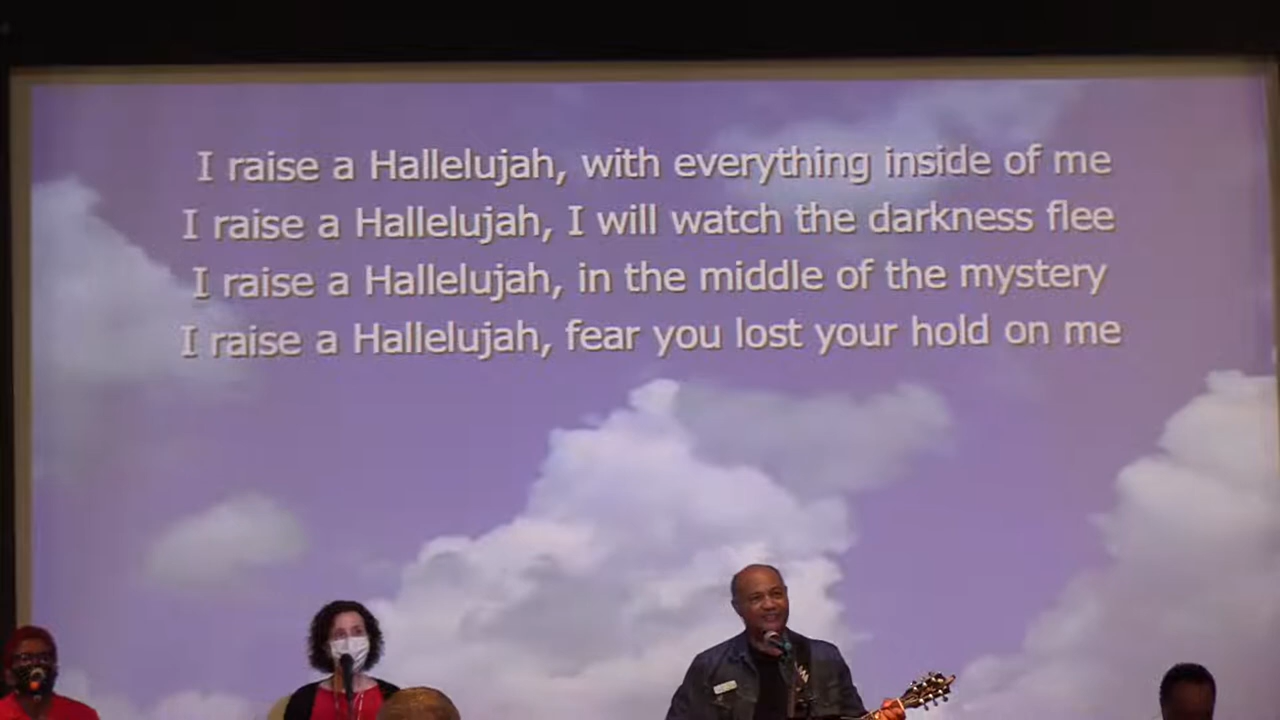 I raise a Hallelujah, with everything inside of me
I raise a Hallelujah, I will watch the darkness flee
I raise a Hallelujah, in the middle of the mystery
I raise a Hallelujah, fear you lost your hold on me